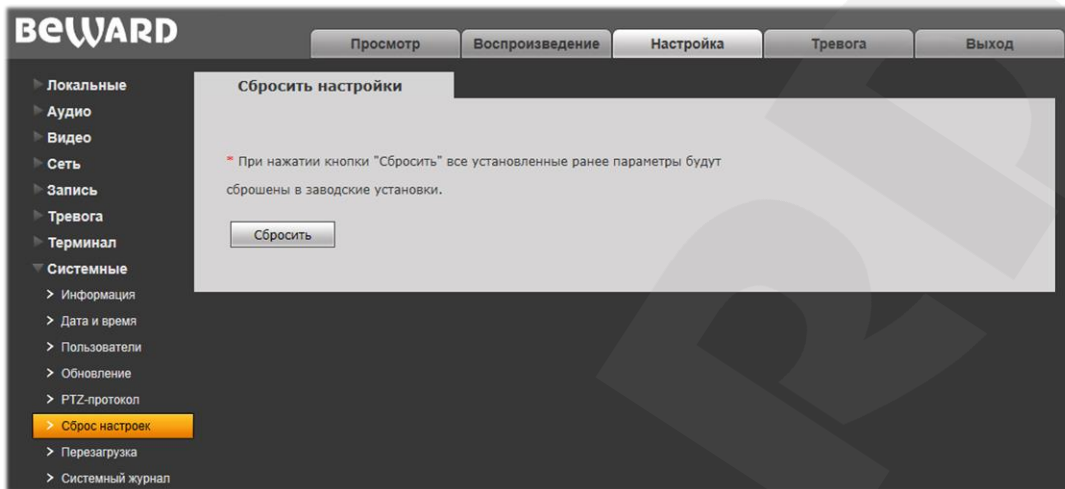 BEWARD
Просмотр Воспроизведение Настройка Тревога Выход
Локальные
Аудио
Видео
Сеть
Запись
Тревога
Терминал
Системные
Информация
Дата и время
Пользователи
Обновление
PTZ-протокол
Сброс настроек
Перезагрузка
Системный журнал
Сбросить настройки
* При нажатии кнопки "Сбросить" все установленные ранее параметры будут
сброшены в заводские установки.
Сбросить